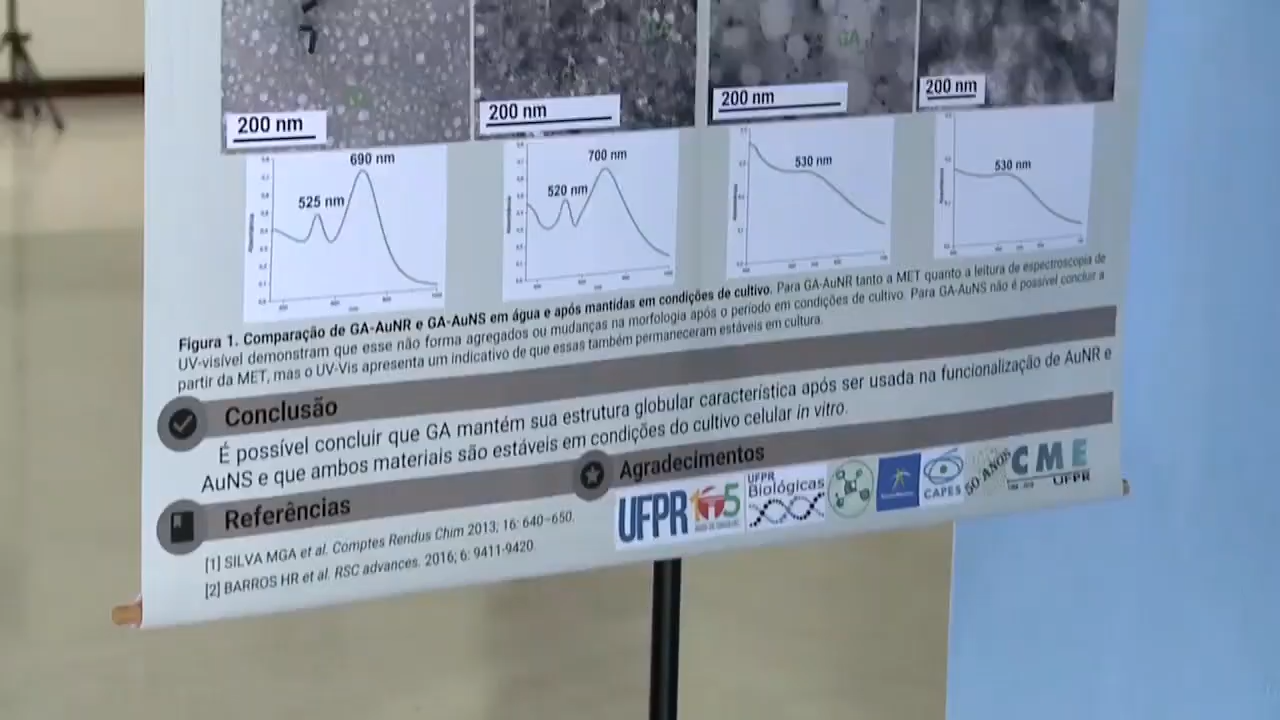 200 nm
200 nm
200 nm
200 nm
690 nm
525 nm
700 nm
520 nm
530 nm
530 nm
Figura 1. Comparação de GA-AuNR e GA-AuNS em água e após mantidas em condições de cultivo. Para GA-AuNR tanto a MET quanto a leitura de espectroscopia de
UV-visível demonstram que esse não forma agregados ou mudanças na morfologia após o período em condições de cultivo. Para GA-AuNS não é possível concluir a
partir da MET, mas o UV-Vis apresenta um indicativo de que essas também permaneceram estáveis em cultura.
Conclusão
É possível concluir que GA mantém sua estrutura globular característica após ser usada na funcionalização de AuNR e
AuNS e que ambos materiais são estáveis em condições do cultivo celular in vitro.
Agradecimentos
UFPR
UFPR
Biológicas
CAPES
50 ANOS
CME
UFPR
Referências
[1] SILVA MGA et al. Comptes Rendus Chim 2013; 16: 640–650.
[2] BARROS HR et al. RSC advances. 2016; 6: 9411-9420.